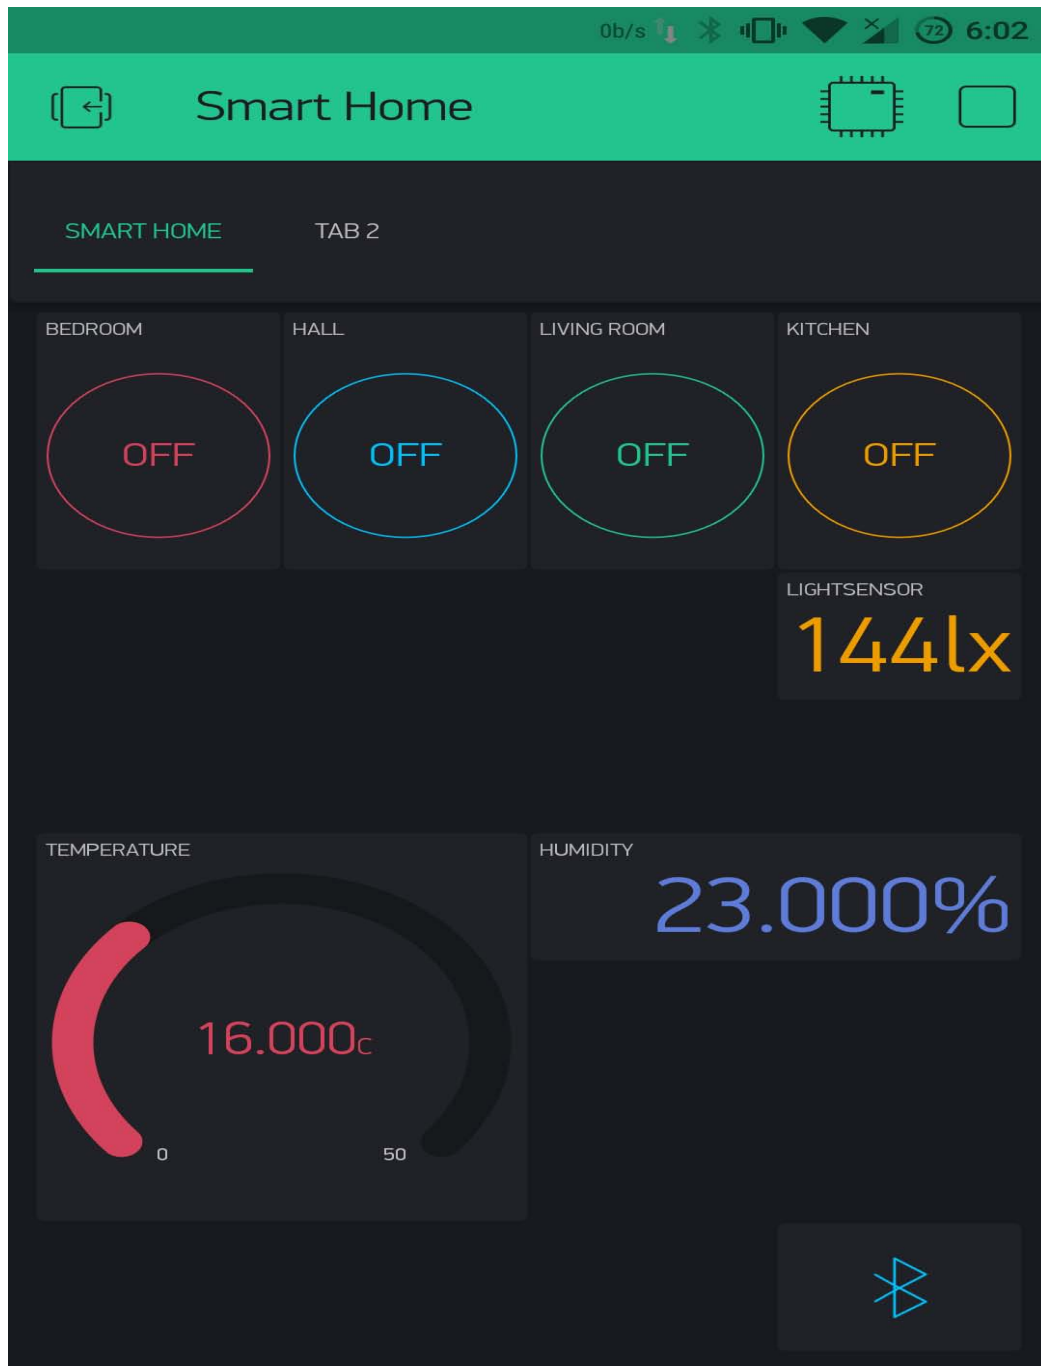 0b/s 72 6:02
Smart Home
SMART HOME TAB 2
BEDROOM HALL LIVING ROOM KITCHEN
OFF OFF OFF OFF
LIGHTSENSOR
144lx
TEMPERATURE HUMIDITY
23.000%
16.000c
0 50